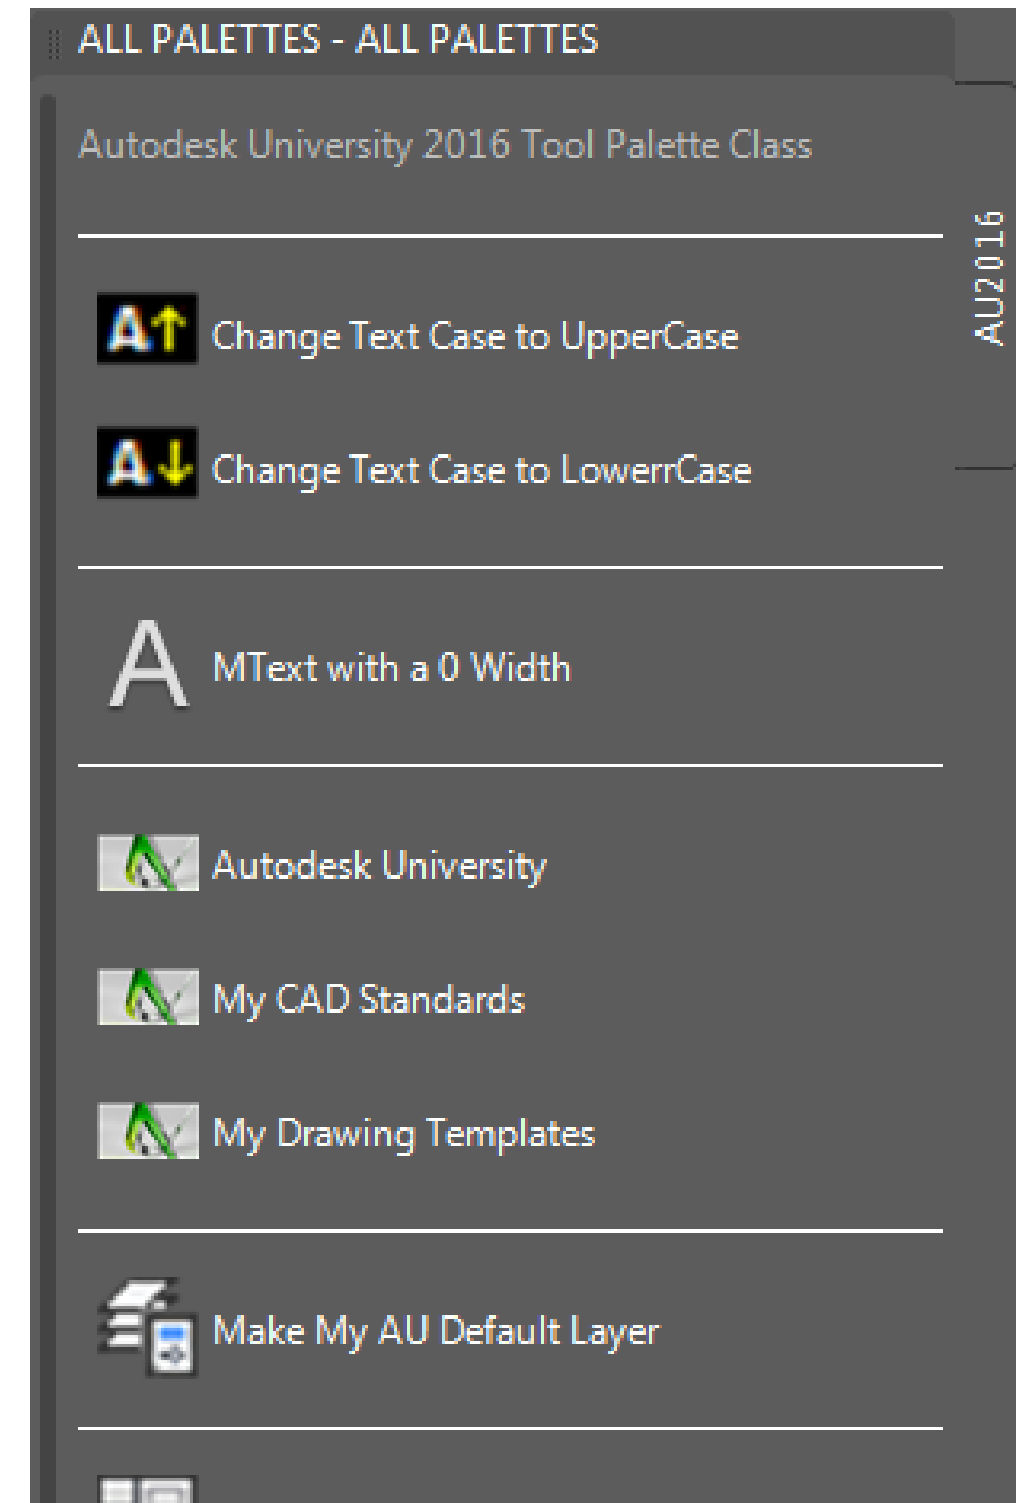 ALL PALETTES - ALL PALETTES
Autodesk University 2016 Tool Palette Class
AU2016
A Change Text Case to UpperCase
A Change Text Case to LowerrCase
A MText with a 0 Width
Autodesk University
My CAD Standards
My Drawing Templates
Make My AU Default Layer